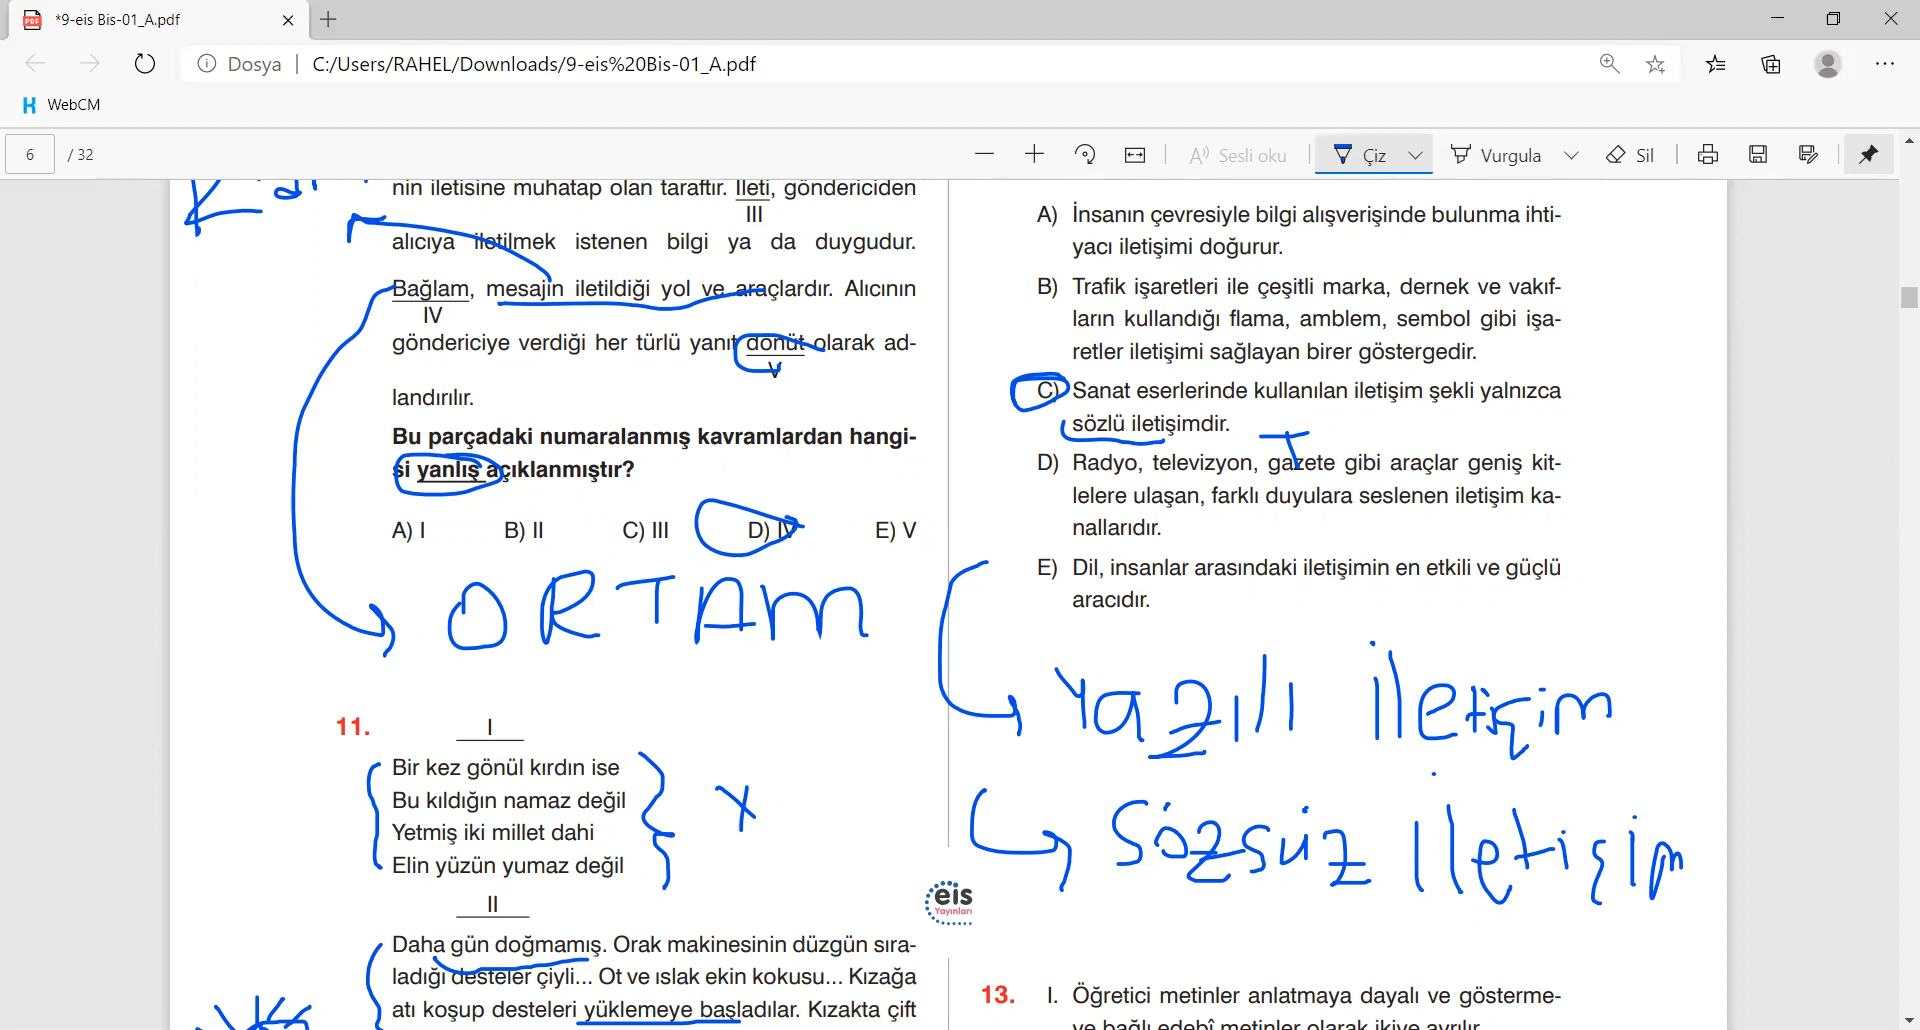 *9-eis Bis-01_A.pdf
Dosya
C:/Users/RAHEL/Downloads/9-eis%20Bis-01_A.pdf
WebCM
6 / 32
Sesli oku
Çiz
Vurgula
Sil
nin iletisine muhatap olan taraftır. İleti, göndericiden
III
alıcıya iletilmek istenen bilgi ya da duygudur.
Bağlam, mesajın iletildiği yol ve araçlardır. Alıcının
IV
göndericiye verdiği her türlü yanıt dönüt olarak ad-
V
landırılır.
Bu parçadaki numaralanmış kavramlardan hangi-
si yanlış açıklanmıştır?
A) I B) II C) III D) IV E) V
ORTAM
11.
I
Bir kez gönül kırdın ise
Bu kıldığın namaz değil
Yetmiş iki millet dahi
Elin yüzün yumaz değil
II
Daha gün doğmamış. Orak makinesinin düzgün sıra-
ladığı desteler çiyli... Ot ve ıslak ekin kokusu... Kızağa
atı koşup desteleri yüklemeye başladılar. Kızakta çift
A) İnsanın çevresiyle bilgi alışverişinde bulunma ihti-
yacı iletişimi doğurur.
B) Trafik işaretleri ile çeşitli marka, dernek ve vakıf-
ların kullandığı flama, amblem, sembol gibi işa-
retler iletişimi sağlayan birer göstergedir.
C) Sanat eserlerinde kullanılan iletişim şekli yalnızca
sözlü iletişimdir.
D) Radyo, televizyon, gazete gibi araçlar geniş kit-
lelere ulaşan, farklı duyulara seslenen iletişim ka-
nallarıdır.
E) Dil, insanlar arasındaki iletişimin en etkili ve güçlü
aracıdır.
Yazılı iletişim
Sözsüz iletişim
eis
Yayınları
13. I. Öğretici metinler anlatmaya dayalı ve gösterme-
ye bağlı edebî metinler olarak ikiye ayrılır.